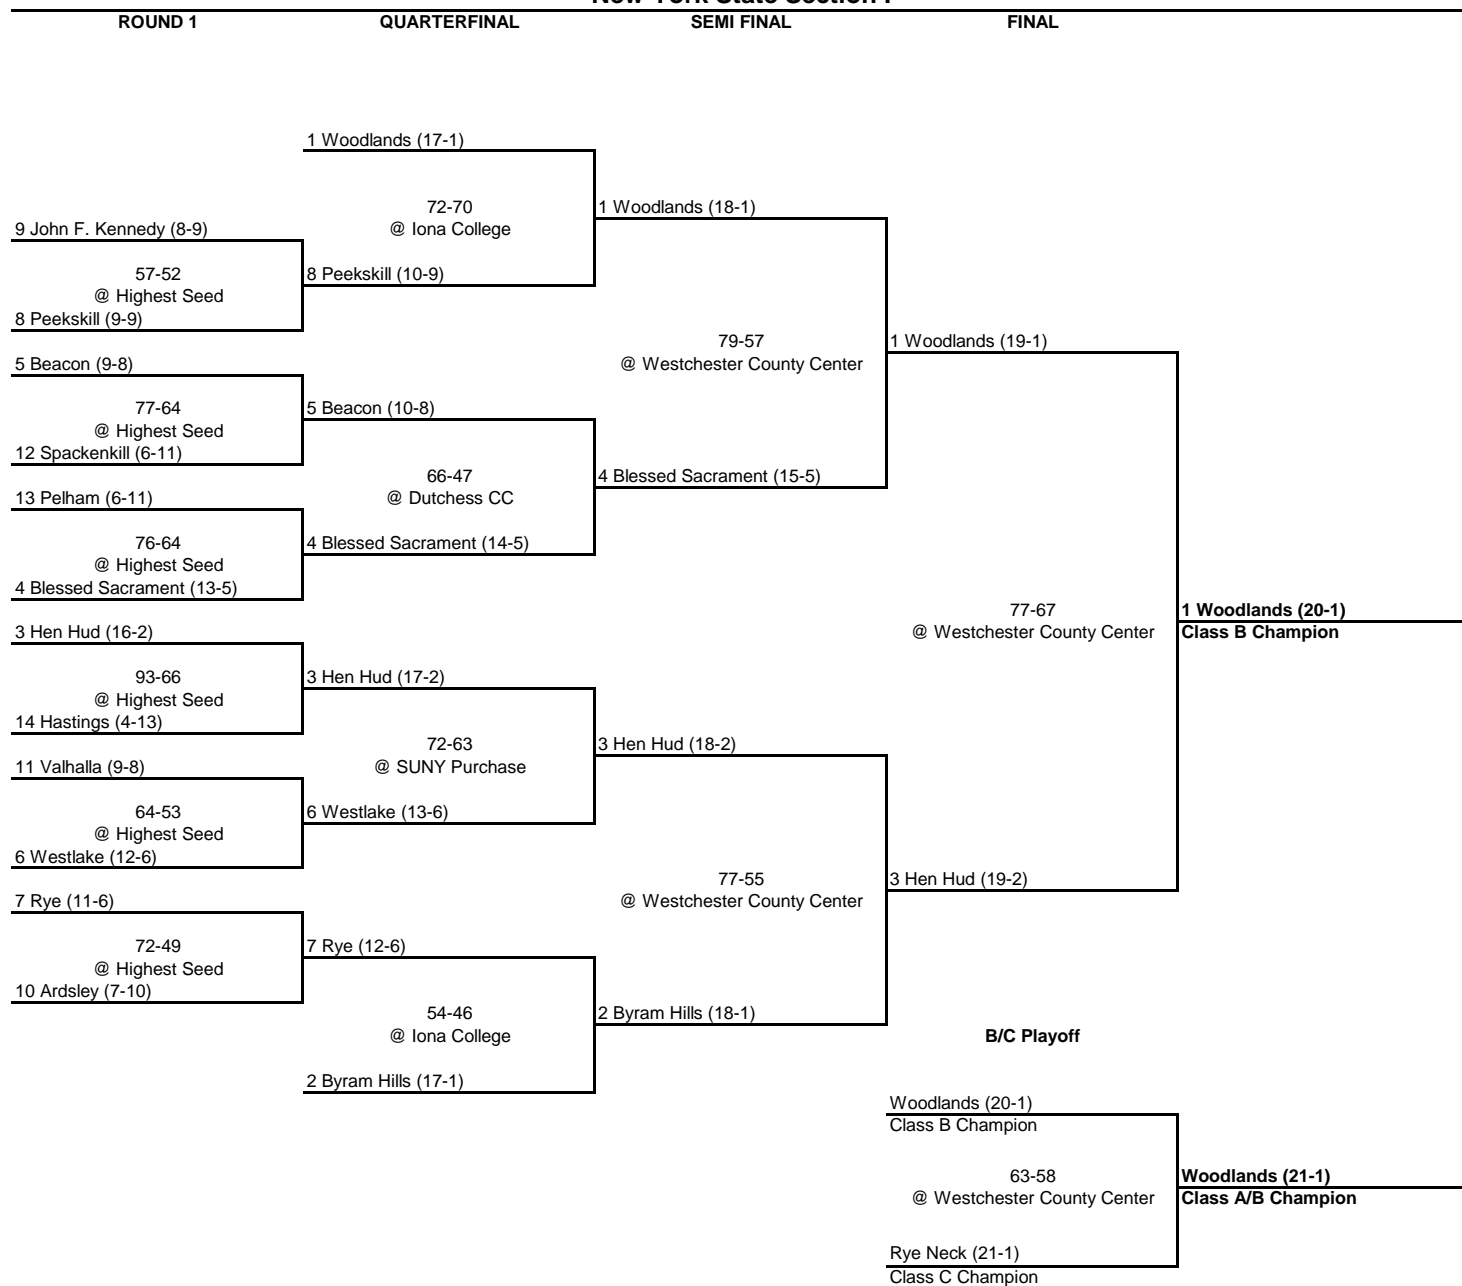 ROUND 1 QUARTERFINAL SEMI FINAL FINAL
1 Woodlands (17-1)
72-70
@ Iona College
1 Woodlands (18-1)
9 John F. Kennedy (8-9)
57-52
@ Highest Seed
8 Peekskill (10-9)
8 Peekskill (9-9)
79-57
@ Westchester County Center
1 Woodlands (19-1)
5 Beacon (9-8)
77-64
@ Highest Seed
5 Beacon (10-8)
12 Spackenkill (6-11)
66-47
@ Dutchess CC
4 Blessed Sacrament (15-5)
13 Pelham (6-11)
76-64
@ Highest Seed
4 Blessed Sacrament (14-5)
4 Blessed Sacrament (13-5)
77-67
@ Westchester County Center
1 Woodlands (20-1)
Class B Champion
3 Hen Hud (16-2)
93-66
@ Highest Seed
3 Hen Hud (17-2)
14 Hastings (4-13)
72-63
@ SUNY Purchase
3 Hen Hud (18-2)
11 Valhalla (9-8)
64-53
@ Highest Seed
6 Westlake (13-6)
6 Westlake (12-6)
77-55
@ Westchester County Center
3 Hen Hud (19-2)
7 Rye (11-6)
72-49
@ Highest Seed
7 Rye (12-6)
10 Ardsley (7-10)
54-46
@ Iona College
2 Byram Hills (18-1)
2 Byram Hills (17-1)
B/C Playoff
Woodlands (20-1)
Class B Champion
63-58
@ Westchester County Center
Woodlands (21-1)
Class A/B Champion
Rye Neck (21-1)
Class C Champion